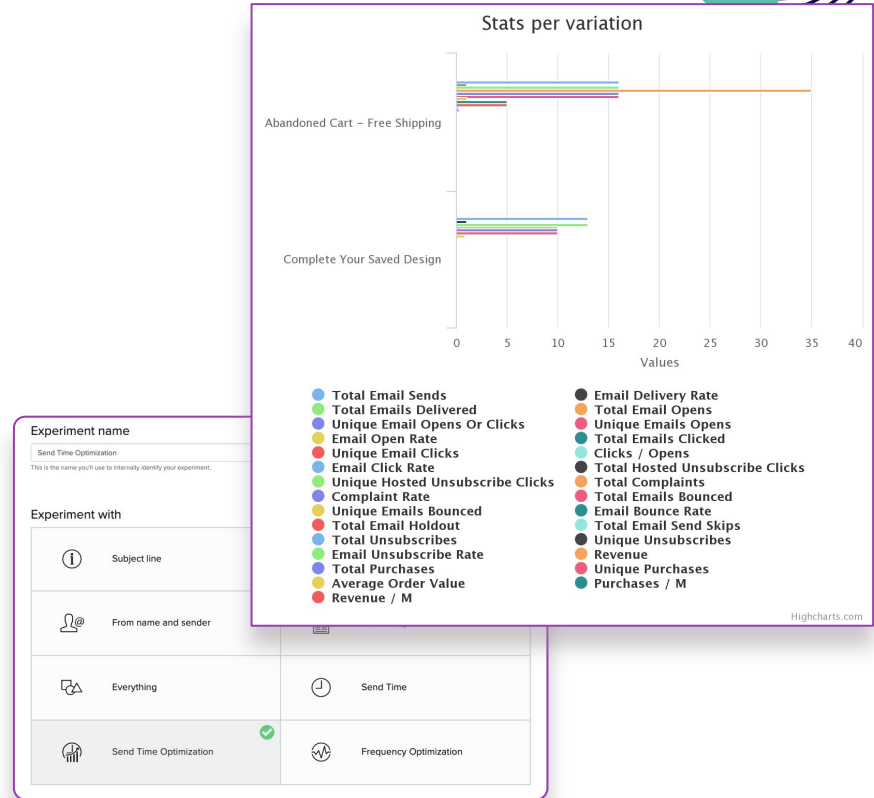 Stats per variation
Abandoned Cart – Free Shipping
Complete Your Saved Design
0 5 10 15 20 25 30 35 40
Values
Total Email Sends
Total Emails Delivered
Unique Email Opens Or Clicks
Email Open Rate
Unique Email Clicks
Email Click Rate
Unique Hosted Unsubscribe Clicks
Complaint Rate
Unique Emails Bounced
Total Email Holdout
Total Unsubscribes
Email Unsubscribe Rate
Total Purchases
Average Order Value
Revenue / M
Email Delivery Rate
Total Email Opens
Unique Emails Opens
Total Emails Clicked
Clicks / Opens
Total Hosted Unsubscribe Clicks
Total Complaints
Total Emails Bounced
Email Bounce Rate
Total Email Send Skips
Unique Unsubscribes
Revenue
Unique Purchases
Purchases / M
Highcharts.com
Experiment name
Send Time Optimization
This is the name you'll use to internally identify your experiment.
Experiment with
Subject line
From name and sender
Everything
Send Time
Send Time Optimization
Frequency Optimization